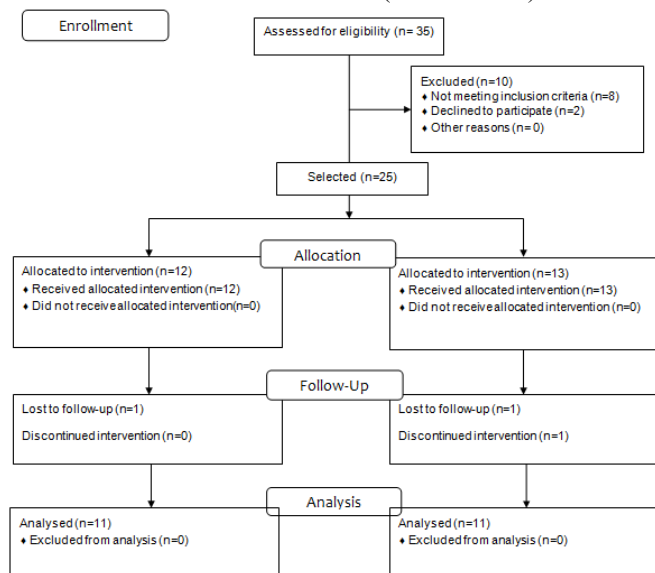 Enrollment
Assessed for eligibility (n= 35)
Excluded (n=10)
♦ Not meeting inclusion criteria (n=8)
♦ Declined to participate (n=2)
♦ Other reasons (n= 0)
Selected (n=25)
Allocation
Allocated to intervention (n=12)
♦ Received allocated intervention (n=12)
♦ Did not receive allocated intervention(n=0)
Allocated to intervention (n=13)
♦ Received allocated intervention (n=13)
♦ Did not receive allocated intervention (n=0)
Follow-Up
Lost to follow-up (n=1)
Discontinued intervention (n=0)
Lost to follow-up (n=1)
Discontinued intervention (n=1)
Analysis
Analysed (n=11)
♦ Excluded from analysis (n=0)
Analysed (n=11)
♦ Excluded from analysis (n=0)